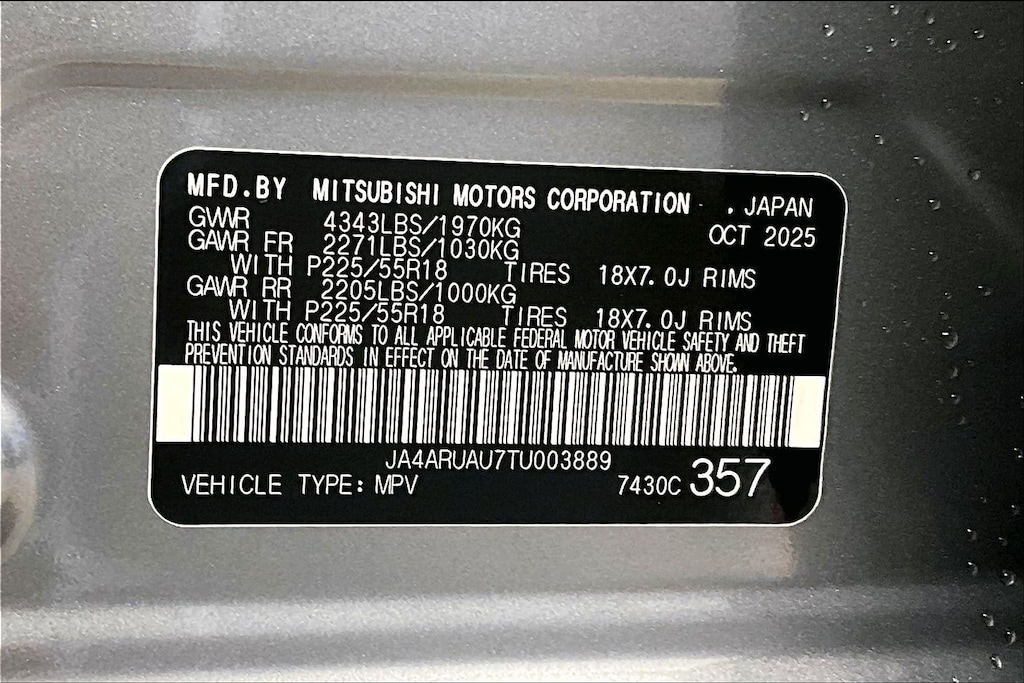 MFD.BY MITSUBISHI MOTORS CORPORATION . JAPAN
GWWR 4343LBS/1970KG OCT 2025
GAWR FR 2271LBS/1030KG
WITH P225/55R18 TIRES 18X7.0J RIMS
GAWR RR 2205LBS/1000KG
WITH P225/55R18 TIRES 18X7.0J RIMS
THIS VEHICLE CONFORMS TO ALL APPLICABLE FEDERAL MOTOR VEHICLE SAFETY AND THEFT
PREVENTION STANDARDS IN EFFECT ON THE DATE OF MANUFACTURE SHOWN ABOVE.
JA4ARUAU7TU003889
VEHICLE TYPE: MPV 7430C 357